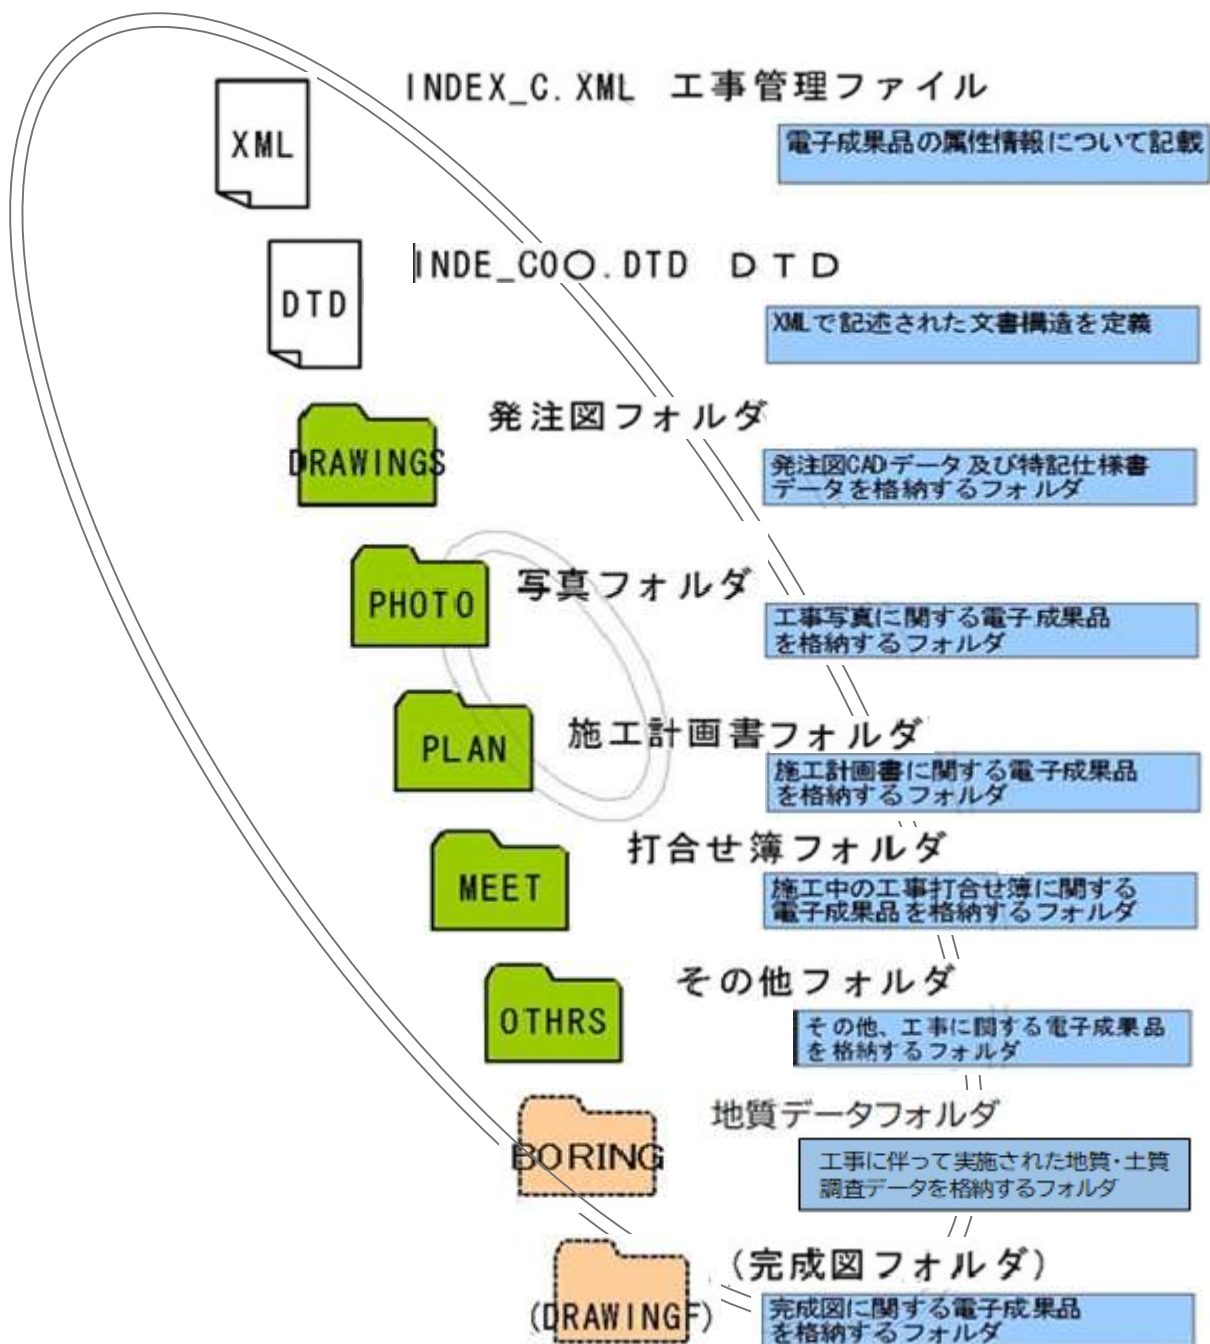 INDEX_C.XML 工事管理ファイル
XML
電子成果品の属性情報について記載
INDE_C0〇.DTD DTD
DTD
XMLで記述された文書構造を定義
発注図フォルダ
DRAWINGS
発注図CADデータ及び特記仕様書
データを格納するフォルダ
写真フォルダ
PHOTO
工事写真に関する電子成果品
を格納するフォルダ
施工計画書フォルダ
PLAN
施工計画書に関する電子成果品
を格納するフォルダ
打合せ簿フォルダ
MEET
施工中の工事打合せ簿に関する
電子成果品を格納するフォルダ
その他フォルダ
OTHRS
その他、工事に関する電子成果品
を格納するフォルダ
地質データフォルダ
BORING
工事に伴って実施された地質・土質
調査データを格納するフォルダ
(完成図フォルダ)
(DRAWINGF)
完成図に関する電子成果品
を格納するフォルダ